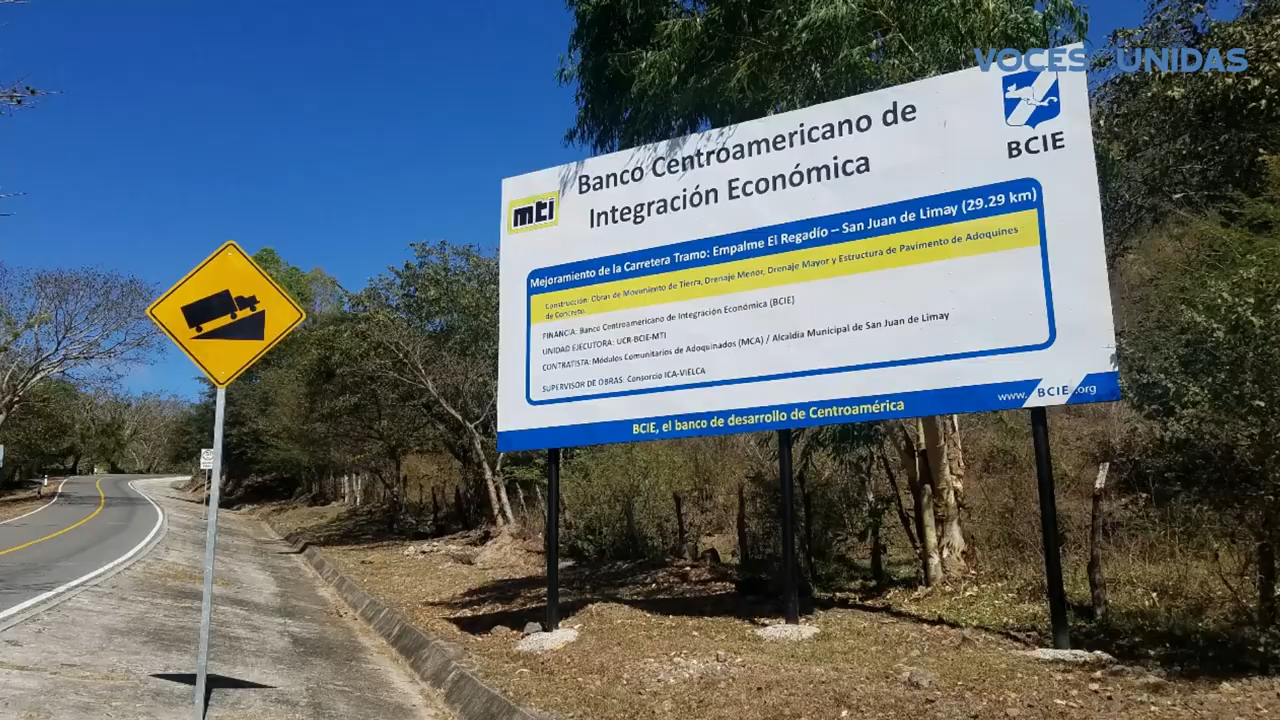 VOCES UNIDAS
Banco Centroamericano de
Integración Económica
mti
BCIE
Mejoramiento de la Carretera Tramo: Empalme El Regadío – San Juan de Limay (29.29 km)
Construcción: Obras de Movimiento de Tierra, Drenaje Menor, Drenaje Mayor y Estructura de Pavimento de Adoquines
de Concreto.
FINANCIA: Banco Centroamericano de Integración Económica (BCIE)
UNIDAD EJECUTORA: UCR-BCIE-MTI
CONTRATISTA: Módulos Comunitarios de Adoquinados (MCA) / Alcaldía Municipal de San Juan de Limay
SUPERVISOR DE OBRAS: Consorcio ICA-VIELCA
www.BCIE.org
BCIE, el banco de desarrollo de Centroamérica